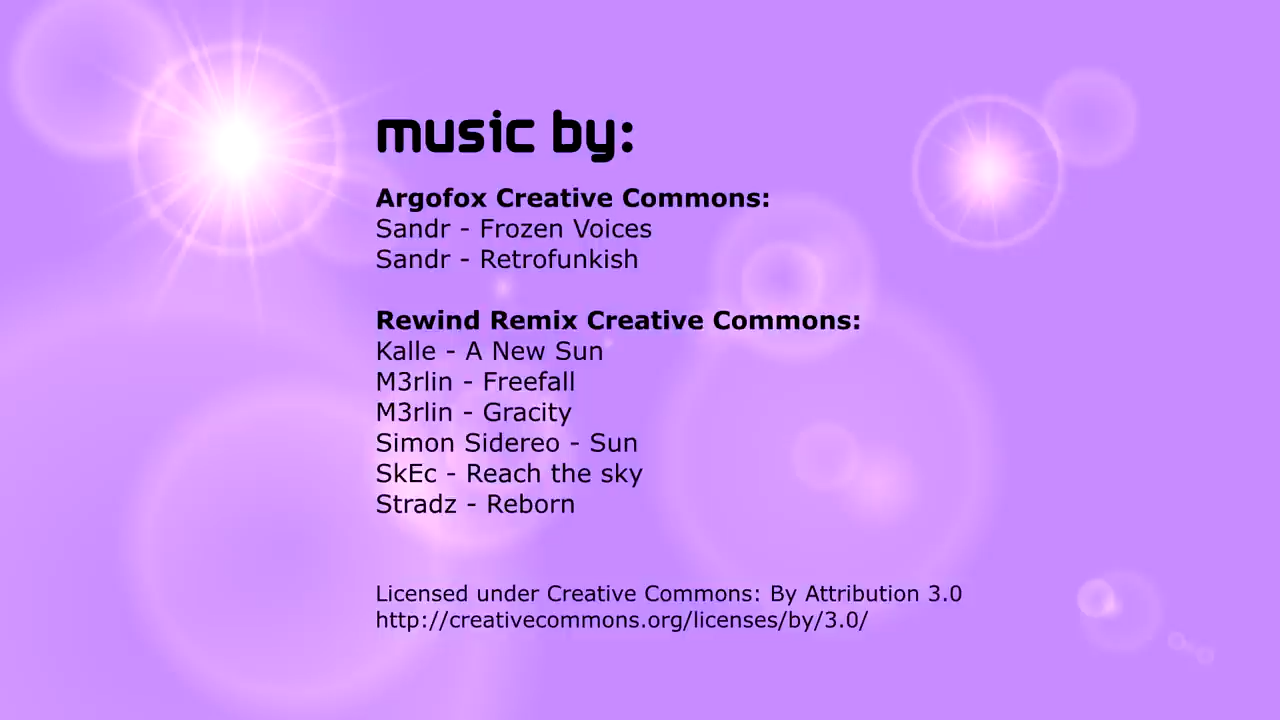 music by:
Argofox Creative Commons:
Sandr - Frozen Voices
Sandr - Retrofunkish
Rewind Remix Creative Commons:
Kalle - A New Sun
M3rlin - Freefall
M3rlin - Gracity
Simon Sidereo - Sun
SkEc - Reach the sky
Stradz - Reborn
Licensed under Creative Commons: By Attribution 3.0
http://creativecommons.org/licenses/by/3.0/